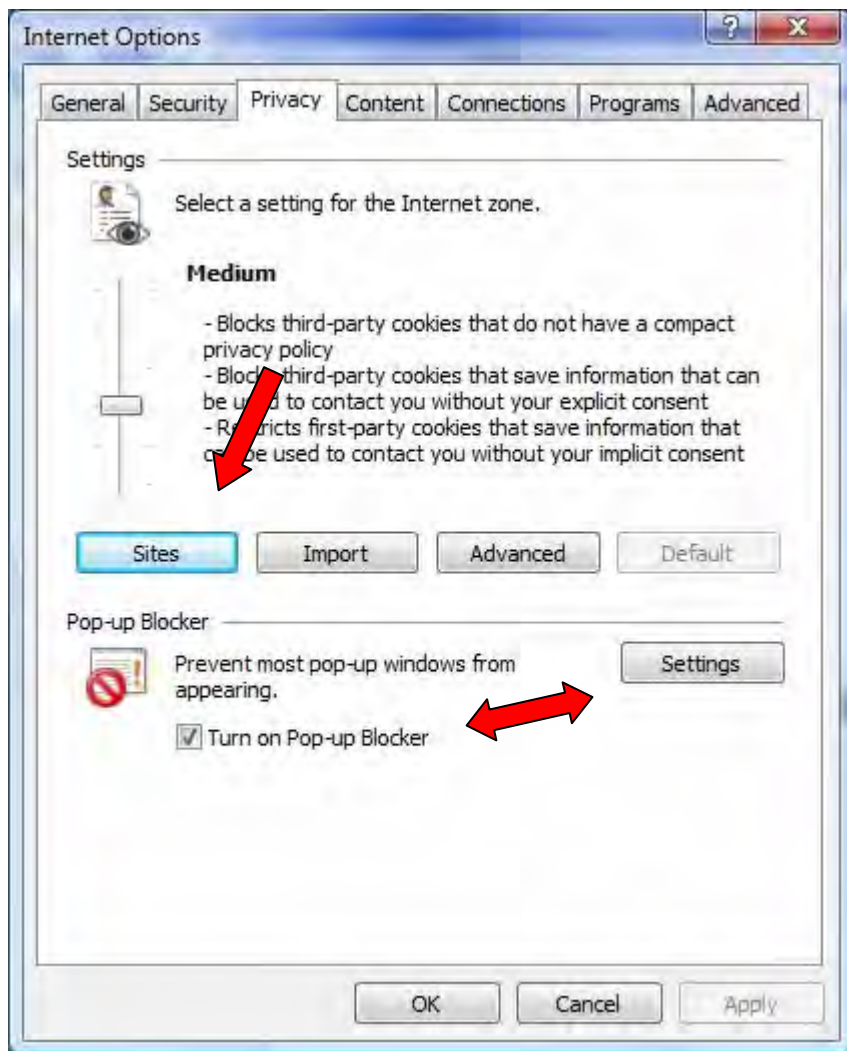 Internet Options
General Security Privacy Content Connections Programs Advanced
Settings
Select a setting for the Internet zone.
Medium
- Blocks third-party cookies that do not have a compact
privacy policy
- Blocks third-party cookies that save information that can
be used to contact you without your explicit consent
- Restricts first-party cookies that save information that
can be used to contact you without your implicit consent
Sites Import Advanced Default
Pop-up Blocker
Prevent most pop-up windows from
appearing.
Settings
Turn on Pop-up Blocker
OK Cancel Apply